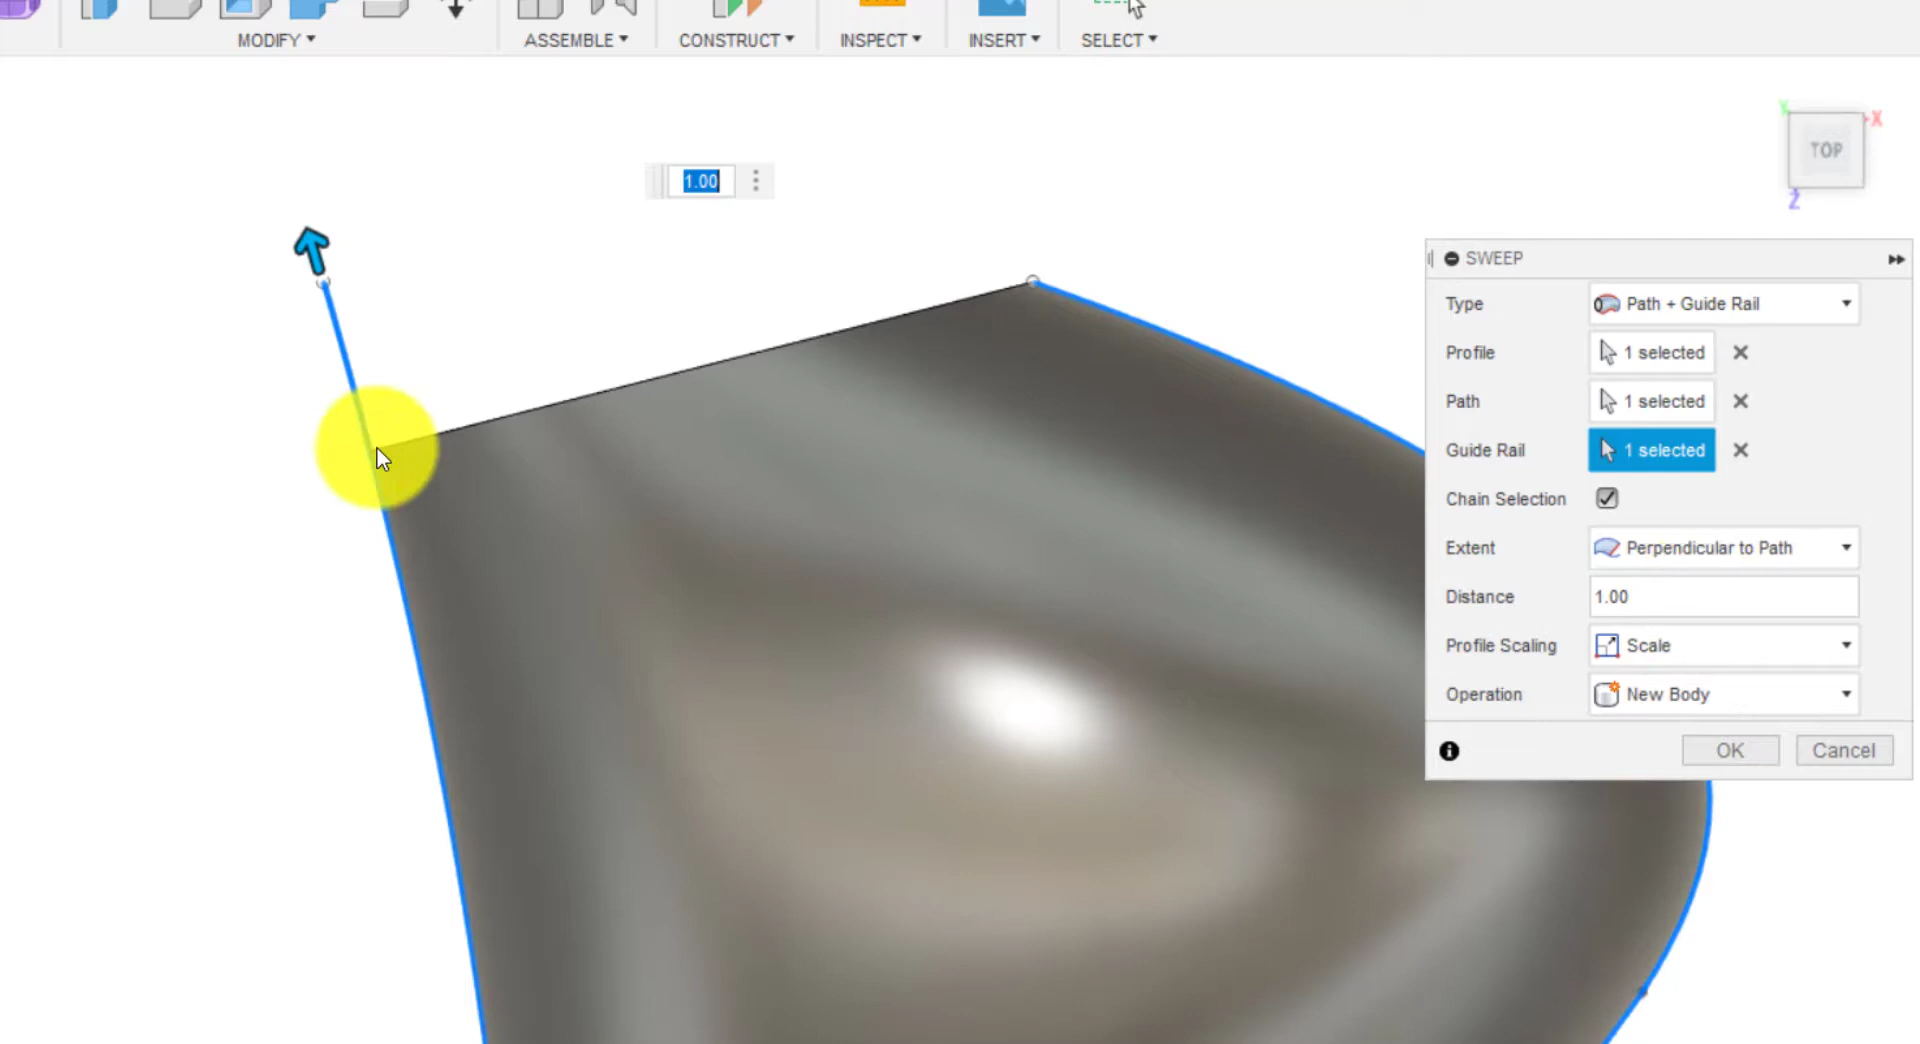 MODIFY ASSEMBLE CONSTRUCT INSPECT INSERT SELECT
Y
X
TOP
Z
1.00
SWEEP
Type Path + Guide Rail
Profile 1 selected
Path 1 selected
Guide Rail 1 selected
Chain Selection
Extent Perpendicular to Path
Distance 1.00
Profile Scaling Scale
Operation New Body
OK Cancel